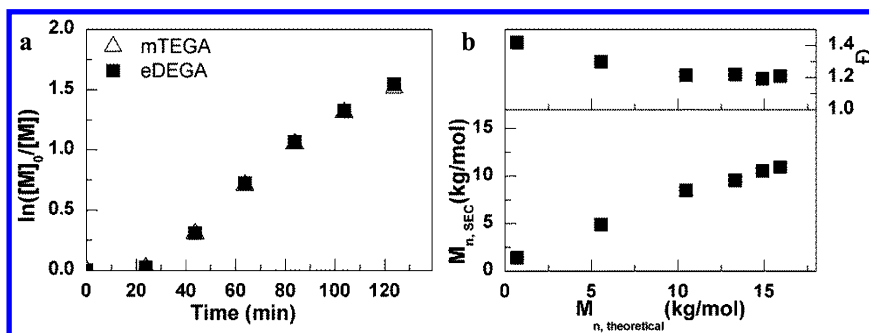 a
2.0
1.5
1.0
0.5
0.0
ln([M]₀/[M])
mTEGA
eDEGA
0 20 40 60 80 100 120
Time (min)
b
1.4
1.2
1.0
Đ
15
10
5
0
Mn, SEC (kg/mol)
0 5 10 15
Mn, theoretical (kg/mol)